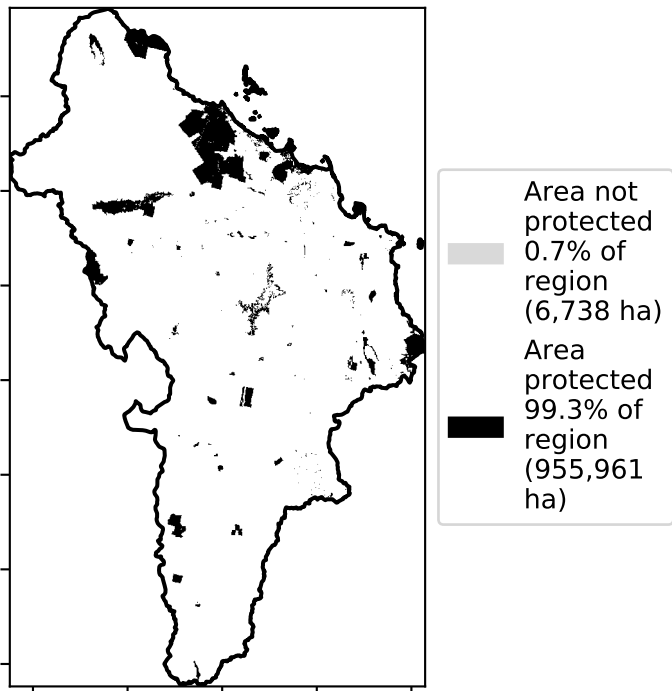 Area not
protected
0.7% of
region
(6,738 ha)
Area
protected
99.3% of
region
(955,961
ha)